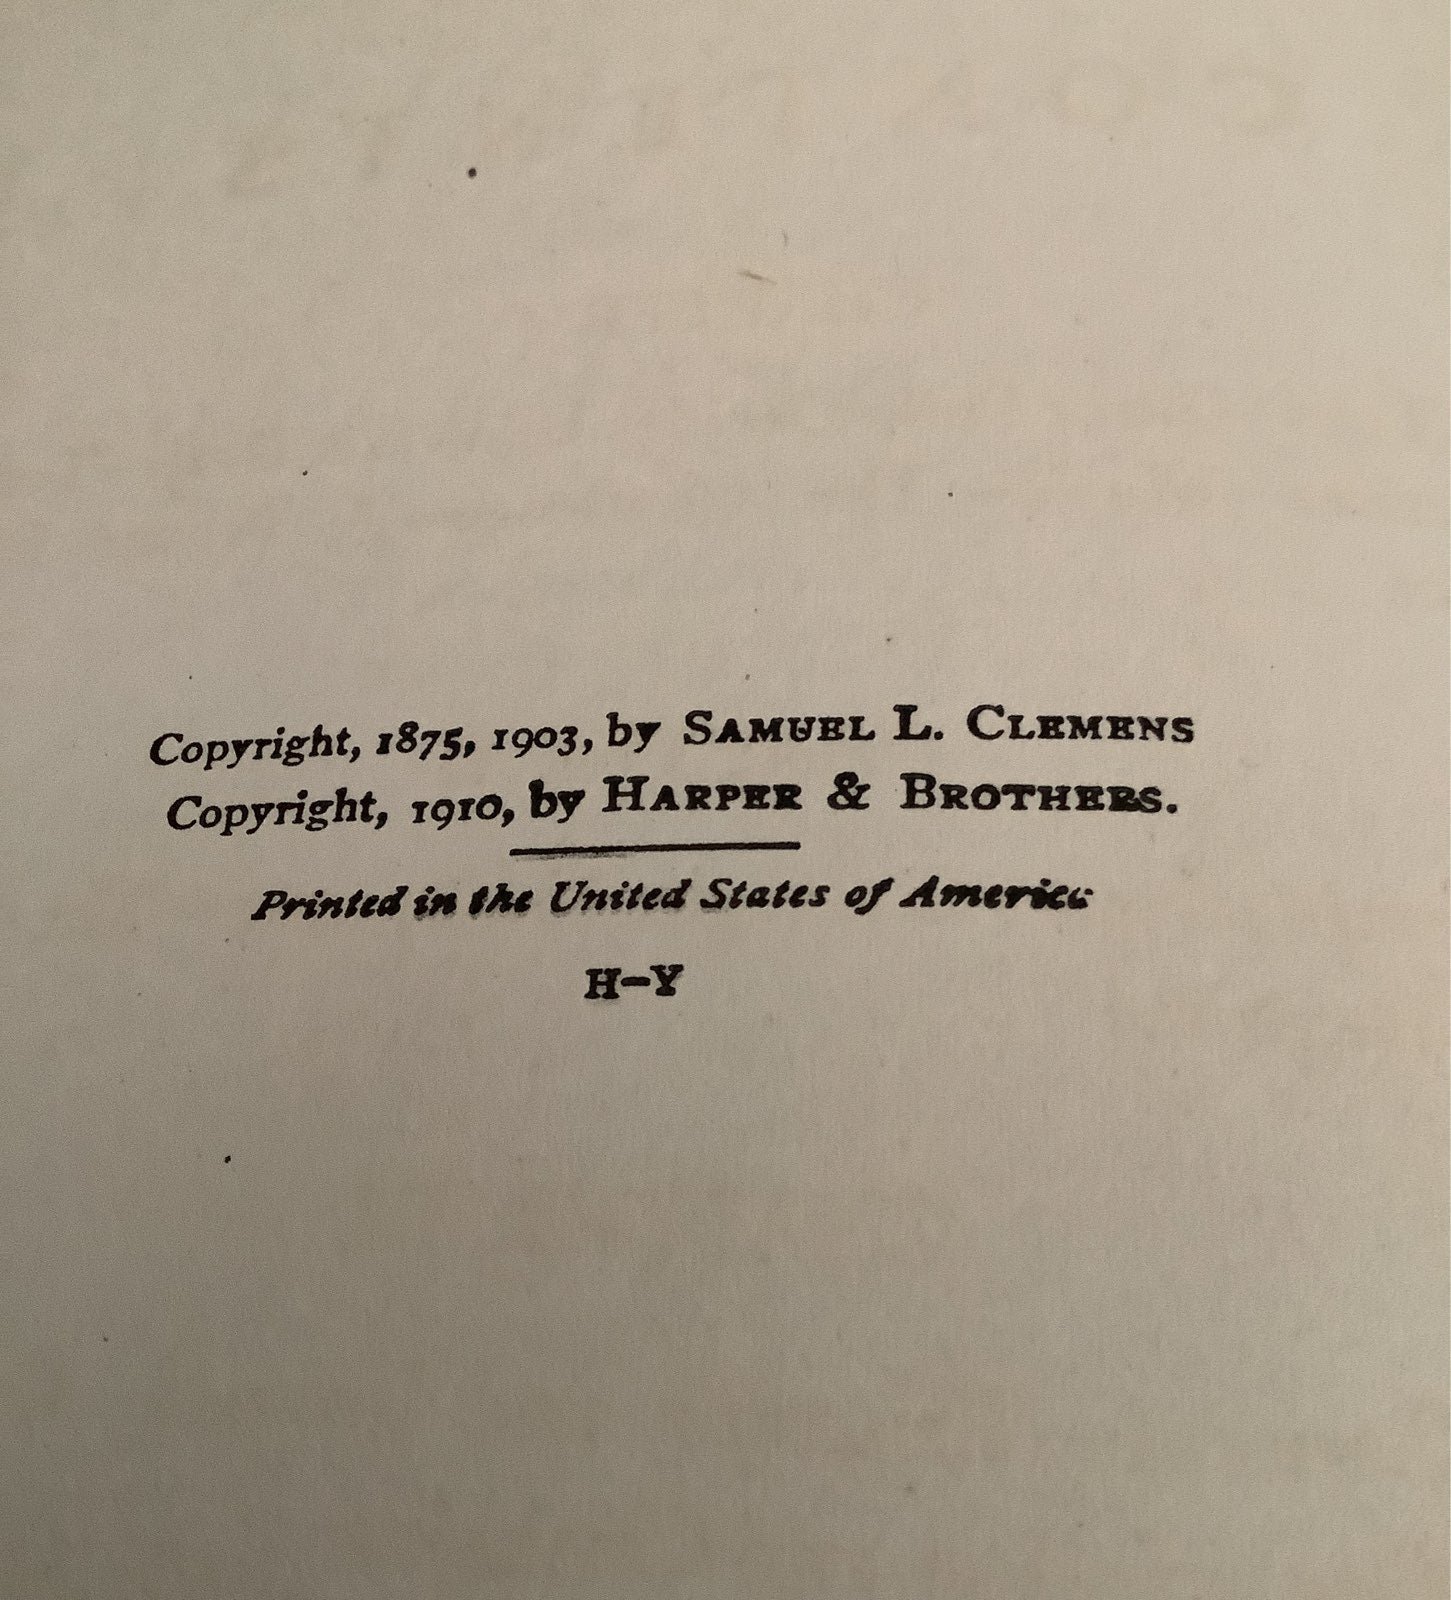 Copyright, 1875, 1903, by SAMUEL L. CLEMENS
Copyright, 1910, by HARPER & BROTHERS.
Printed in the United States of America
H-Y